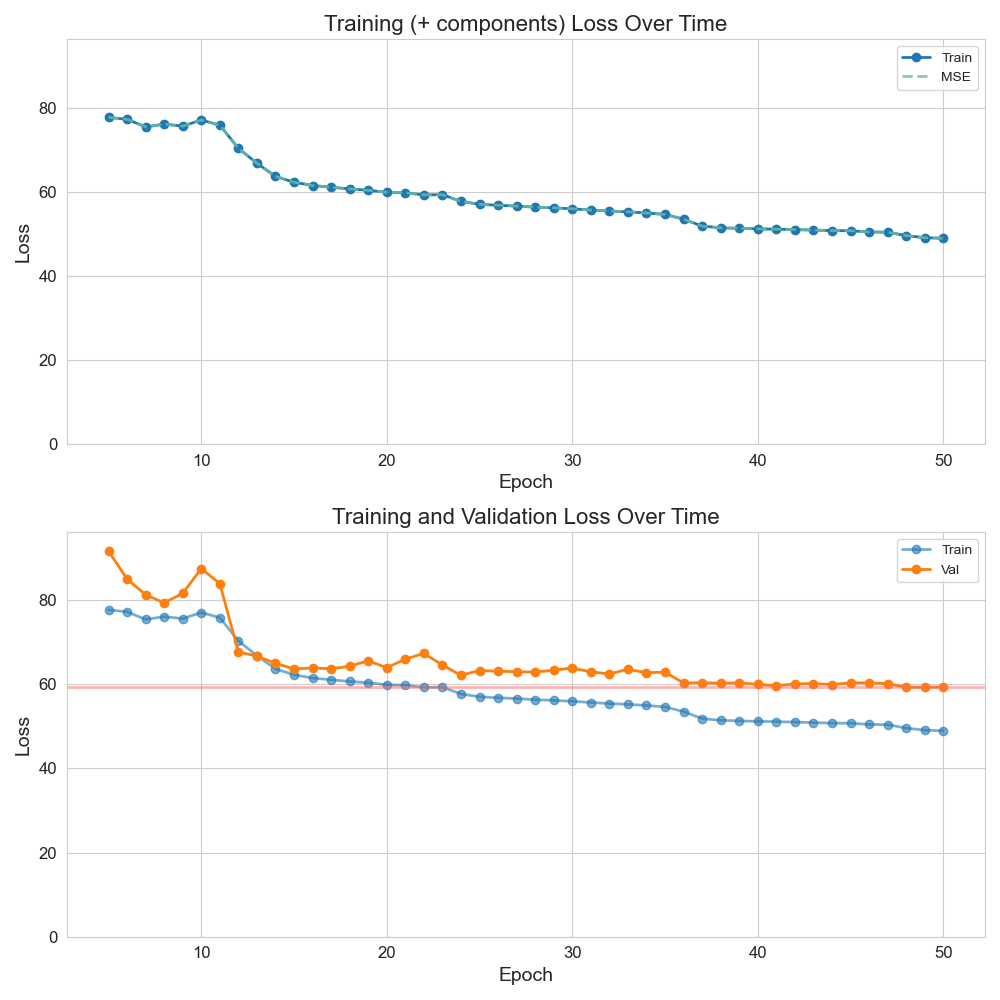 Training (+ components) Loss Over Time
Train
MSE
Loss
80
60
40
20
0
10 20 30 40 50
Epoch
Training and Validation Loss Over Time
Train
Val
Loss
80
60
40
20
0
10 20 30 40 50
Epoch